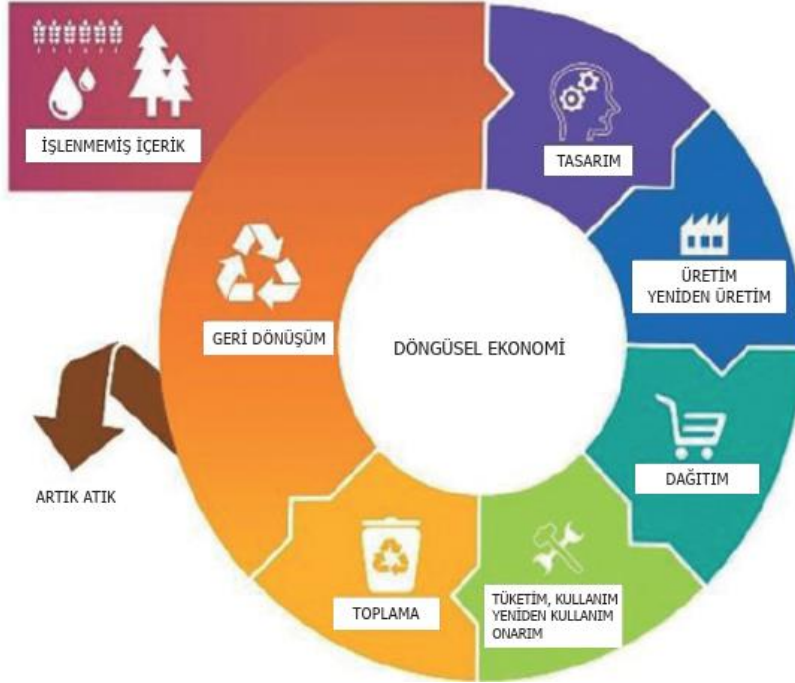 İŞLENMEMİŞ İÇERİK
TASARIM
ÜRETİM
YENİDEN ÜRETİM
GERİ DÖNÜŞÜM
DÖNGÜSEL EKONOMİ
DAĞITIM
ARTIK ATIK
TOPLAMA
TÜKETİM, KULLANIM
YENİDEN KULLANIM
ONARIM